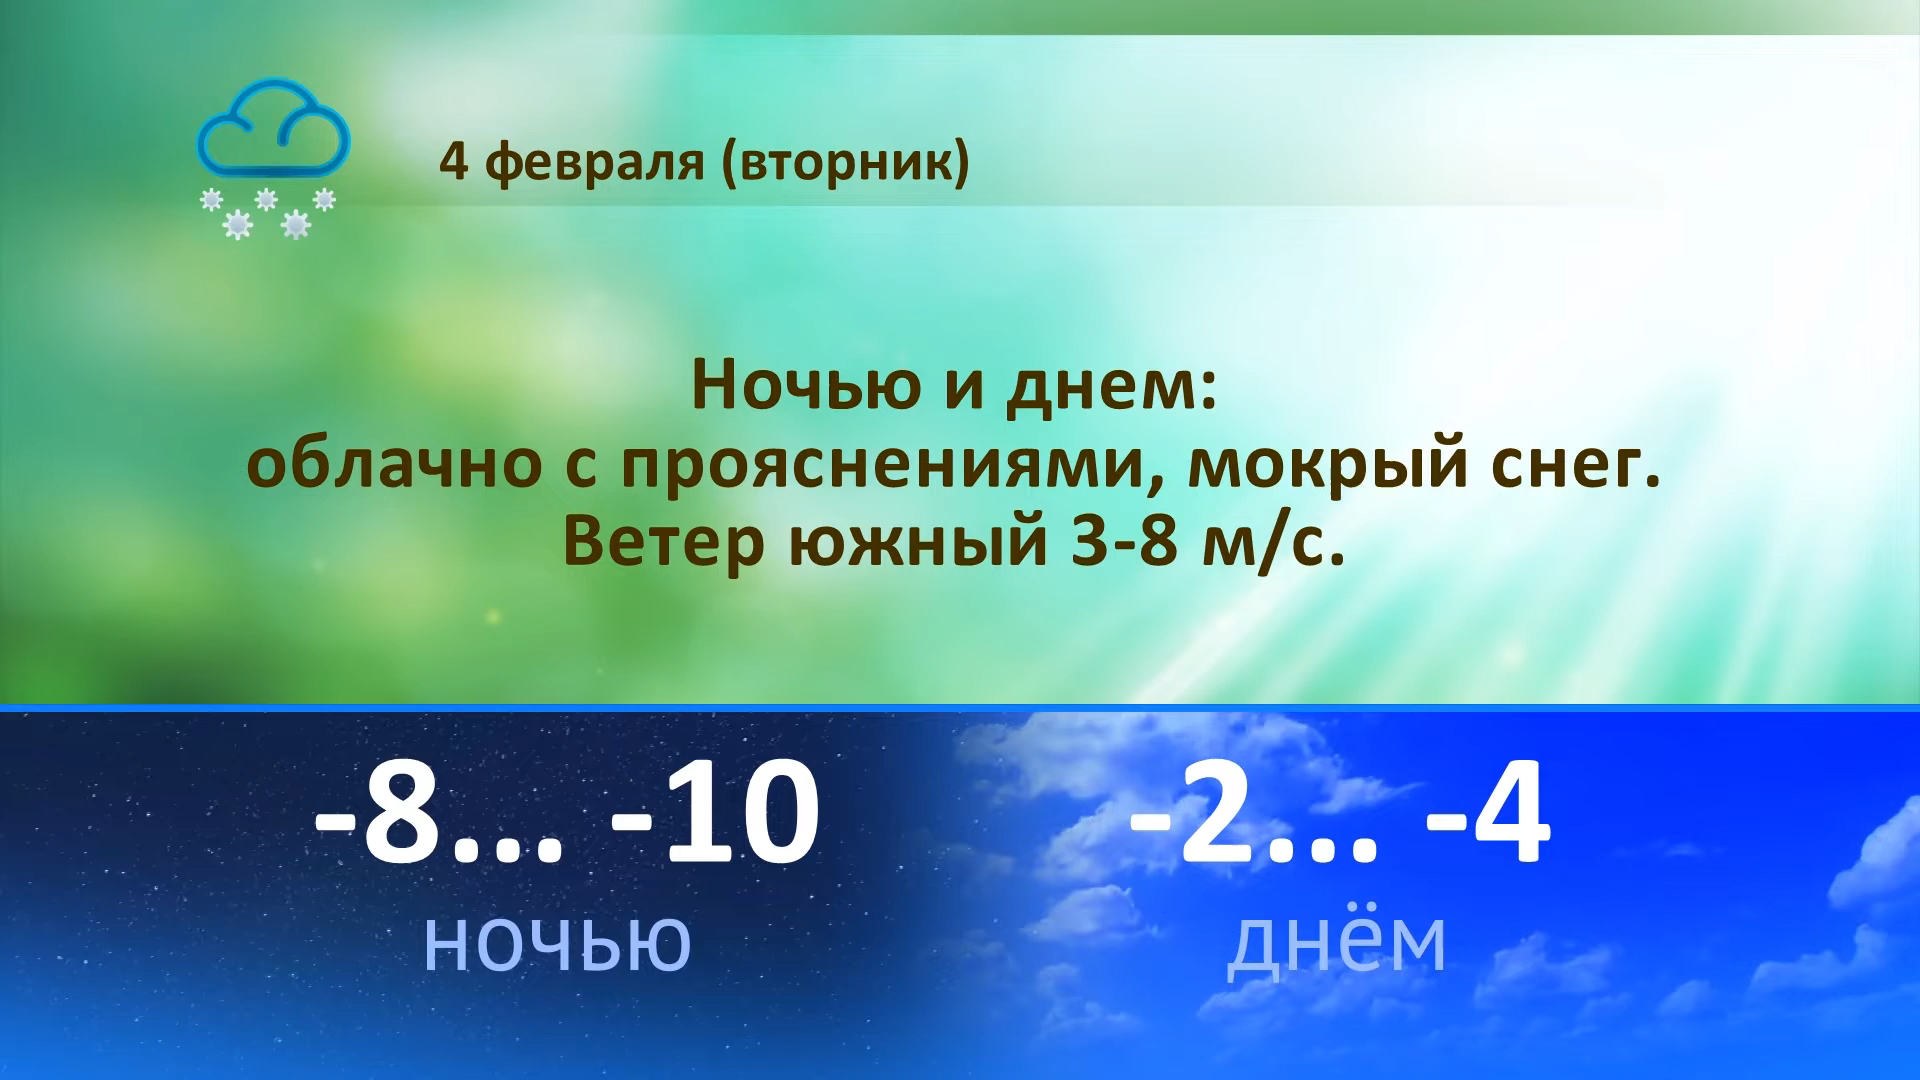 4 февраля (вторник)
Ночью и днем:
облачно с прояснениями, мокрый снег.
Ветер южный 3-8 м/с.
-8... -10
-2... -4
ночью
днём